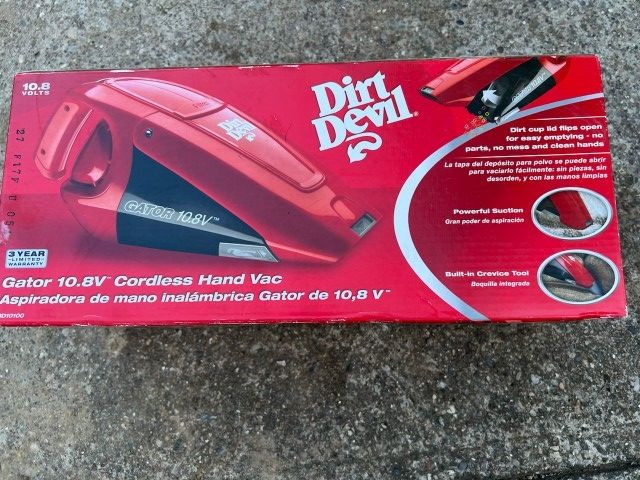 10.8
VOLTS
Dirt
Devil®
Dirt cup lid flips open
for easy emptying - no
parts, no mess and clean hands
La tapa del depósito para polvo se puede abrir
para vaciarlo fácilmente: sin piezas, sin
desorden, y con las manos limpias
Powerful Suction
Gran poder de aspiración
Built-in Crevice Tool
Boquilla integrada
GATOR 10.8V™
3 YEAR
-LIMITED-
WARRANTY
Gator 10.8V™ Cordless Hand Vac
Aspiradora de mano inalámbrica Gator de 10,8 V™